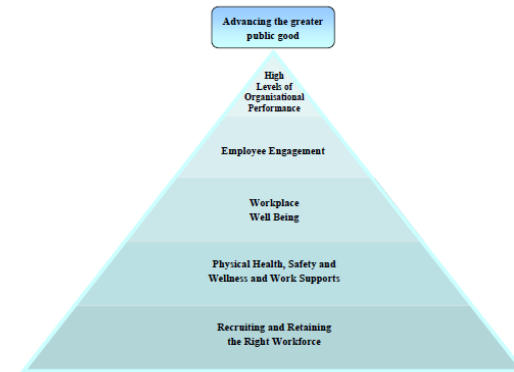 Advancing the greater
public good
High
Levels of
Organisational
Performance
Employee Engagement
Workplace
Well Being
Physical Health, Safety and
Wellness and Work Supports
Recruiting and Retaining
the Right Workforce